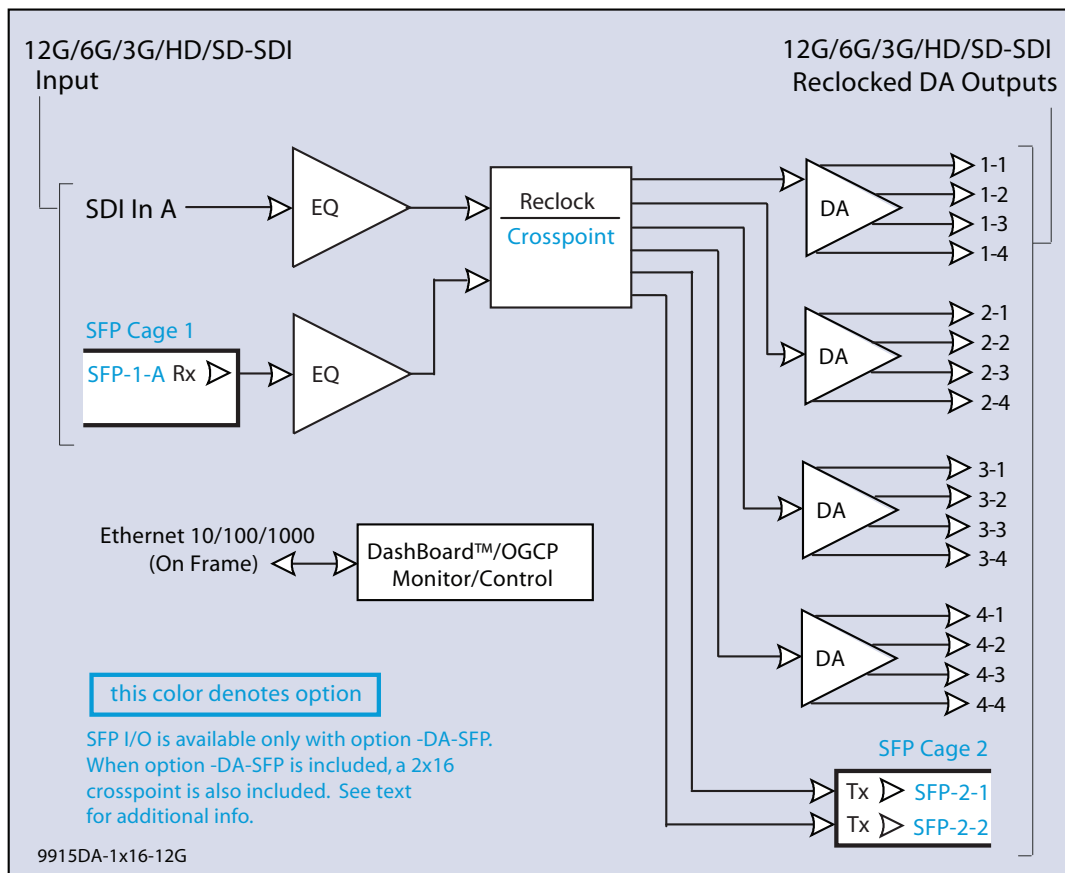 12G/6G/3G/HD/SD-SDI
Input
12G/6G/3G/HD/SD-SDI
Reclocked DA Outputs
SDI In A
EQ
Reclock
Crosspoint
DA
1-1
1-2
1-3
1-4
SFP Cage 1
SFP-1-A Rx
EQ
DA
2-1
2-2
2-3
2-4
DA
3-1
3-2
3-3
3-4
Ethernet 10/100/1000
(On Frame)
DashBoard™/OGCP
Monitor/Control
DA
4-1
4-2
4-3
4-4
this color denotes option
SFP I/O is available only with option -DA-SFP.
When option -DA-SFP is included, a 2x16
crosspoint is also included. See text
for additional info.
SFP Cage 2
Tx SFP-2-1
Tx SFP-2-2
9915DA-1x16-12G